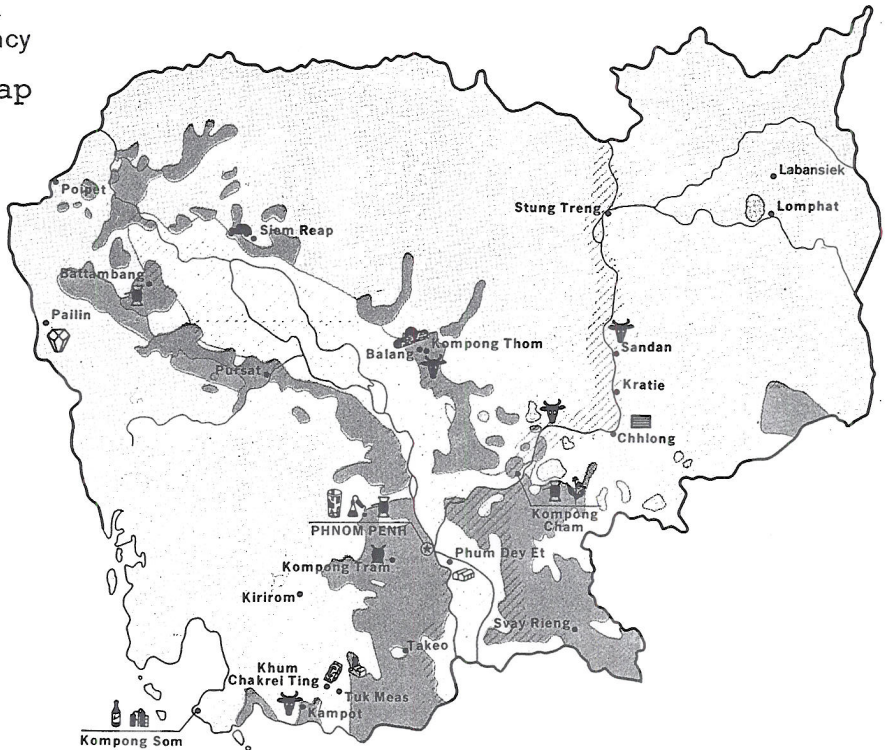 ncy
ap
Poipet
Labansiek
Stung Treng
Lomphat
Siam Reap
Battambang
Pailin
Kompong Thom
Balang
Sandan
Pursat
Kratie
Chhlong
Kompong
Cham
PHNOM PENH
Phum Dey Et
Kompong Tram
Kirirom
Svay Rieng
Takeo
Khum
Chakrei Ting
Tuk Meas
Kampot
Kompong Som